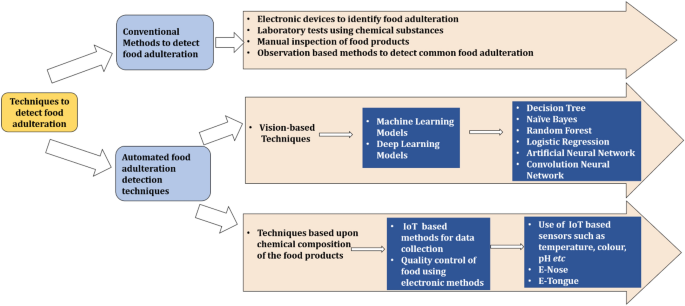 • Electronic devices to identify food adulteration
• Laboratory tests using chemical substances
• Manual inspection of food products
• Observation based methods to detect common food adulteration
Conventional
Methods to detect
food adulteration
Techniques to
detect food
adulteration
Automated food
adulteration
detection
techniques
• Vision-based
Techniques
• Machine Learning
Models
• Deep Learning
Models
• Decision Tree
• Naïve Bayes
• Random Forest
• Logistic Regression
• Artificial Neural Network
• Convolution Neural
Network
• Techniques based upon
chemical composition
of the food products
• IoT based
methods for data
collection
• Quality control of
food using
electronic methods
• Use of IoT based
sensors such as
temperature, colour,
pH etc
• E-Nose
• E-Tongue